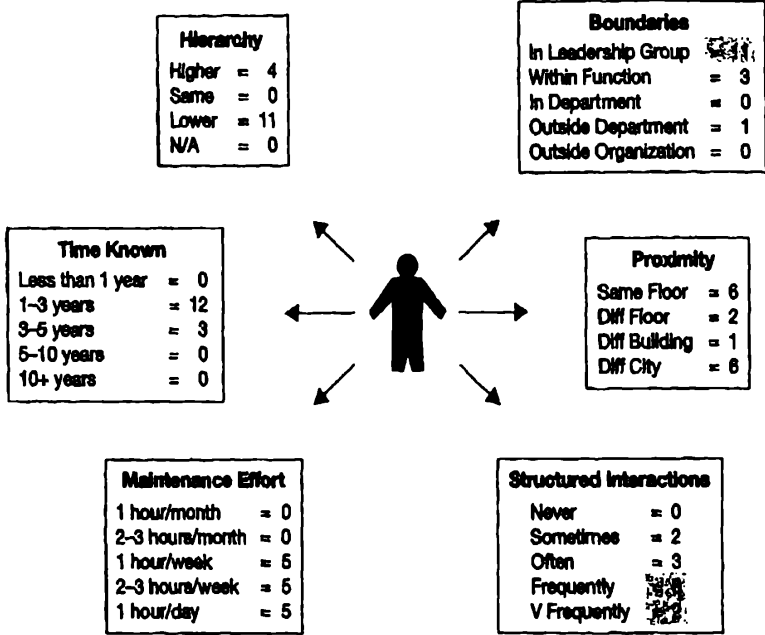 Hierarchy
Higher = 4
Same = 0
Lower = 11
N/A = 0
Boundaries
In Leadership Group
Within Function = 3
In Department = 0
Outside Department = 1
Outside Organization = 0
Time Known
Less than 1 year = 0
1–3 years = 12
3–5 years = 3
5–10 years = 0
10+ years = 0
Proximity
Same Floor = 6
Diff Floor = 2
Diff Building = 1
Diff City = 6
Maintenance Effort
1 hour/month = 0
2–3 hours/month = 0
1 hour/week = 5
2–3 hours/week = 5
1 hour/day = 5
Structured Interactions
Never = 0
Sometimes = 2
Often = 3
Frequently
V Frequently